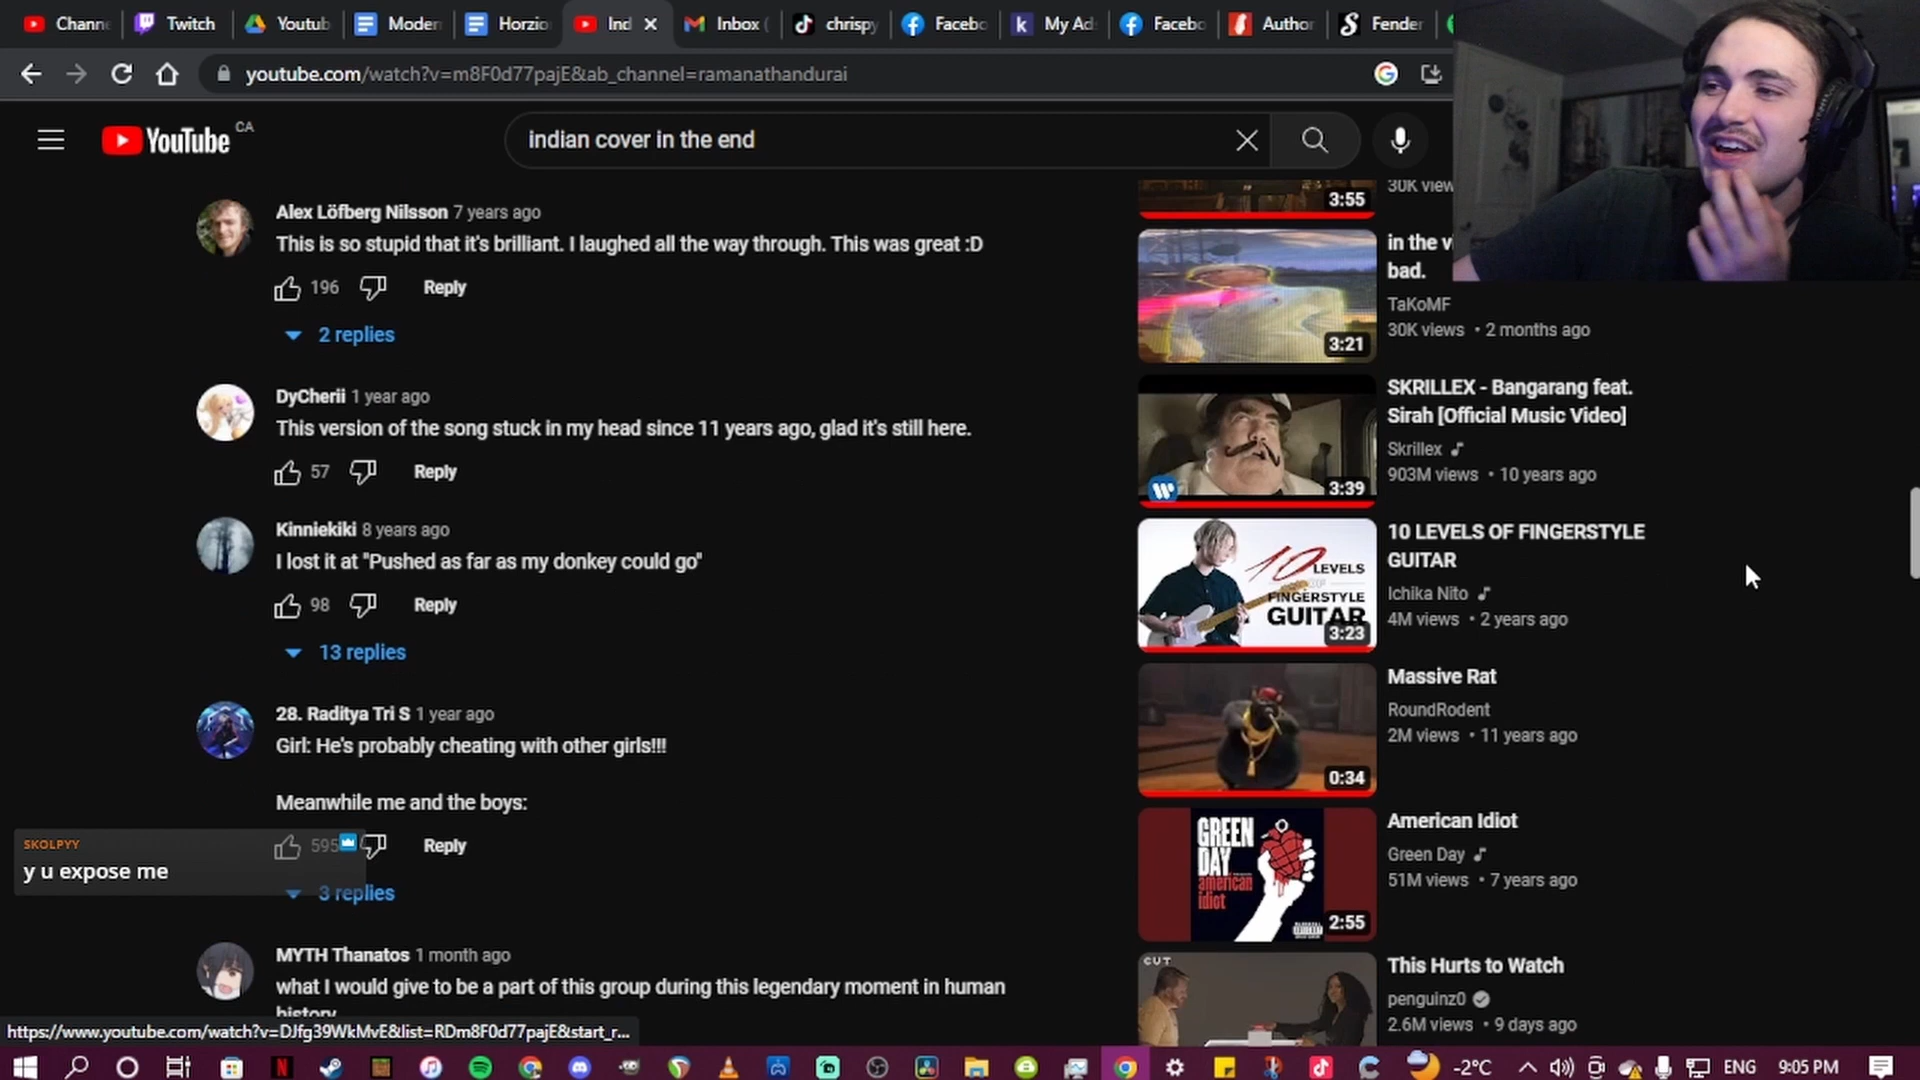 Chann
Twitch
Youtub
Moder
Horzio
Ind
Inbox (
chrispy
Facebo
My Ad
Facebo
Author
Fender
youtube.com/watch?v=m8F0d77pajE&ab_channel=ramanathandurai
YouTube CA
indian cover in the end
Alex Löfberg Nilsson 7 years ago
This is so stupid that it's brilliant. I laughed all the way through. This was great :D
196 Reply
2 replies
DyCherii 1 year ago
This version of the song stuck in my head since 11 years ago, glad it's still here.
57 Reply
Kinniekiki 8 years ago
I lost it at "Pushed as far as my donkey could go"
98 Reply
13 replies
28. Raditya Tri S 1 year ago
Girl: He's probably cheating with other girls!!!
Meanwhile me and the boys:
595 Reply
3 replies
SKOLPYY
y u expose me
MYTH Thanatos 1 month ago
what I would give to be a part of this group during this legendary moment in human
history
https://www.youtube.com/watch?v=DJfg39WkMvE&list=RDm8F0d77pajE&start_r...
3:55
30K view
in the v
bad.
TaKoMF
30K views • 2 months ago
3:21
SKRILLEX - Bangarang feat.
Sirah [Official Music Video]
Skrillex
903M views • 10 years ago
3:39
10 LEVELS OF FINGERSTYLE
GUITAR
Ichika Nito
4M views • 2 years ago
10 LEVELS
OF
FINGERSTYLE
GUITAR
3:23
Massive Rat
RoundRodent
2M views • 11 years ago
0:34
American Idiot
Green Day
51M views • 7 years ago
GREEN
DAY
american
idiot
2:55
CUT
This Hurts to Watch
penguinz0
2.6M views • 9 days ago
-2°C
ENG
9:05 PM